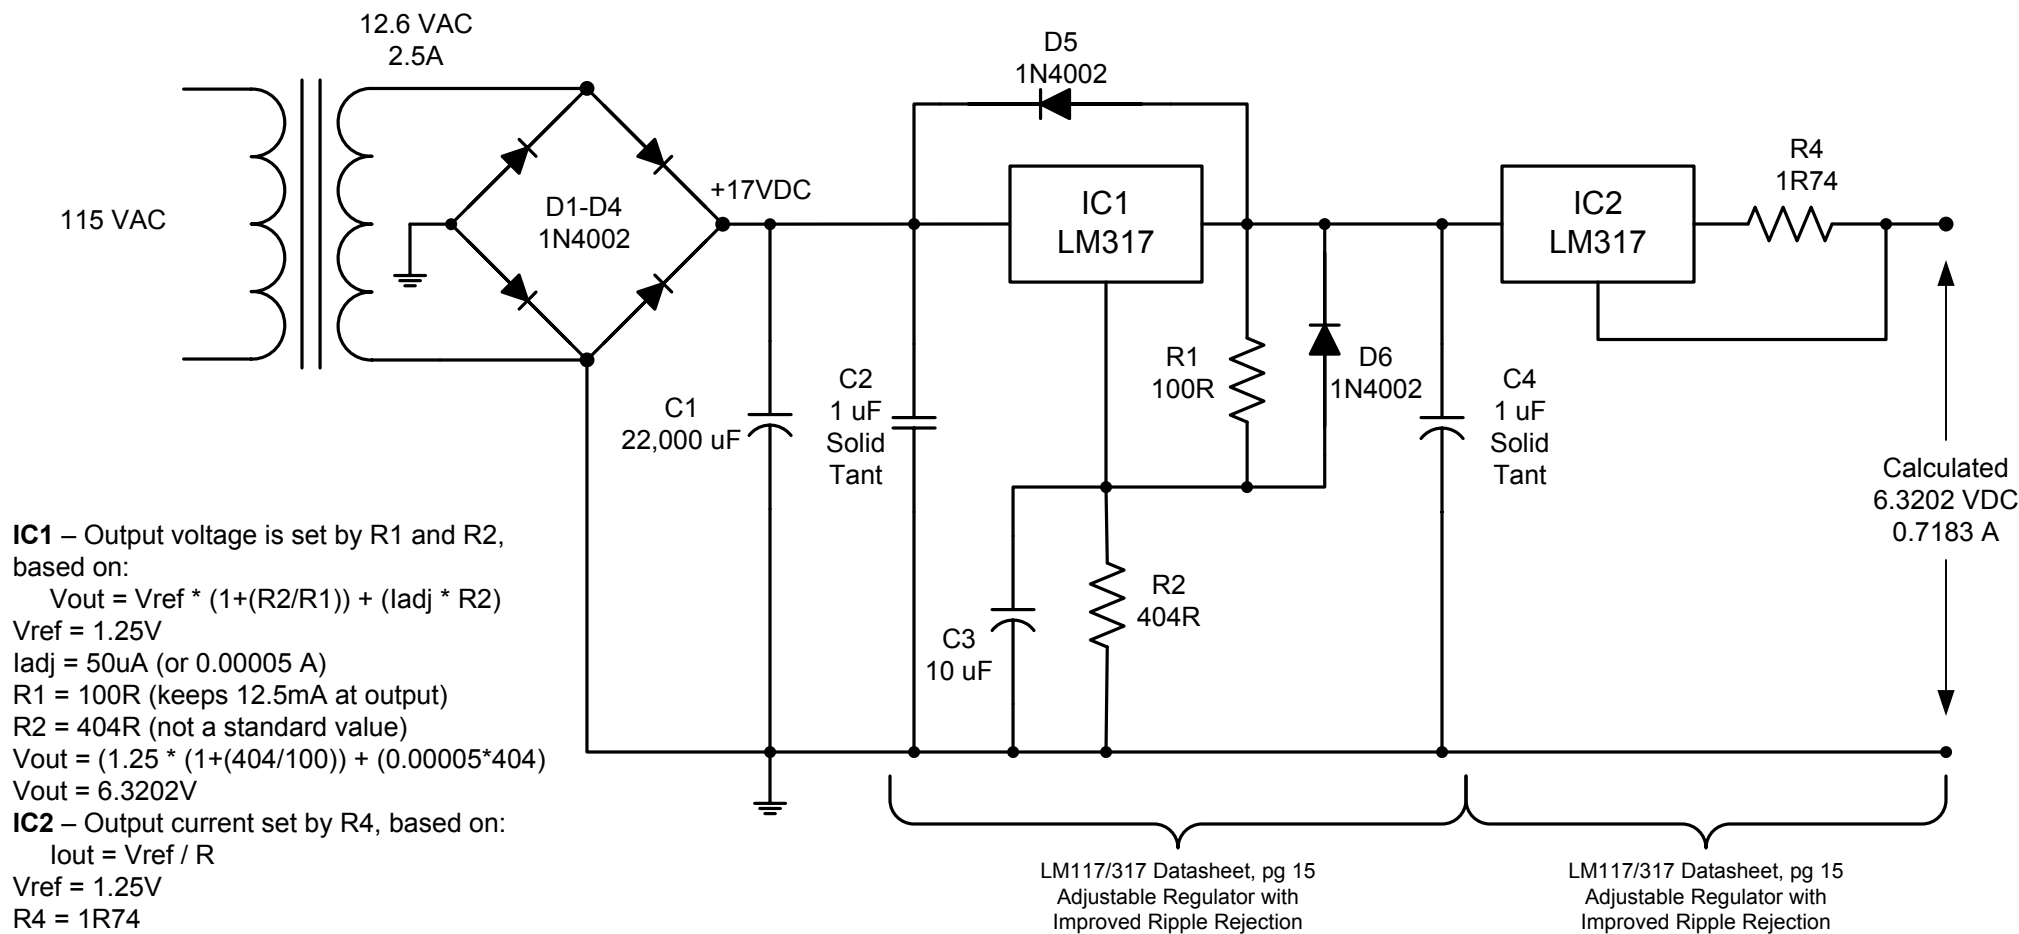 12.6 VAC
2.5A
115 VAC
D1-D4
1N4002
+17VDC
D5
1N4002
IC1
LM317
IC2
LM317
R4
1R74
C1
22,000 uF
C2
1 uF
Solid
Tant
R1
100R
D6
1N4002
C4
1 uF
Solid
Tant
C3
10 uF
R2
404R
Calculated
6.3202 VDC
0.7183 A
IC1 – Output voltage is set by R1 and R2,
based on:
Vout = Vref * (1+(R2/R1)) + (Iadj * R2)
Vref = 1.25V
Iadj = 50uA (or 0.00005 A)
R1 = 100R (keeps 12.5mA at output)
R2 = 404R (not a standard value)
Vout = (1.25 * (1+(404/100)) + (0.00005*404)
Vout = 6.3202V
IC2 – Output current set by R4, based on:
Iout = Vref / R
Vref = 1.25V
R4 = 1R74
LM117/317 Datasheet, pg 15
Adjustable Regulator with
Improved Ripple Rejection
LM117/317 Datasheet, pg 15
Adjustable Regulator with
Improved Ripple Rejection